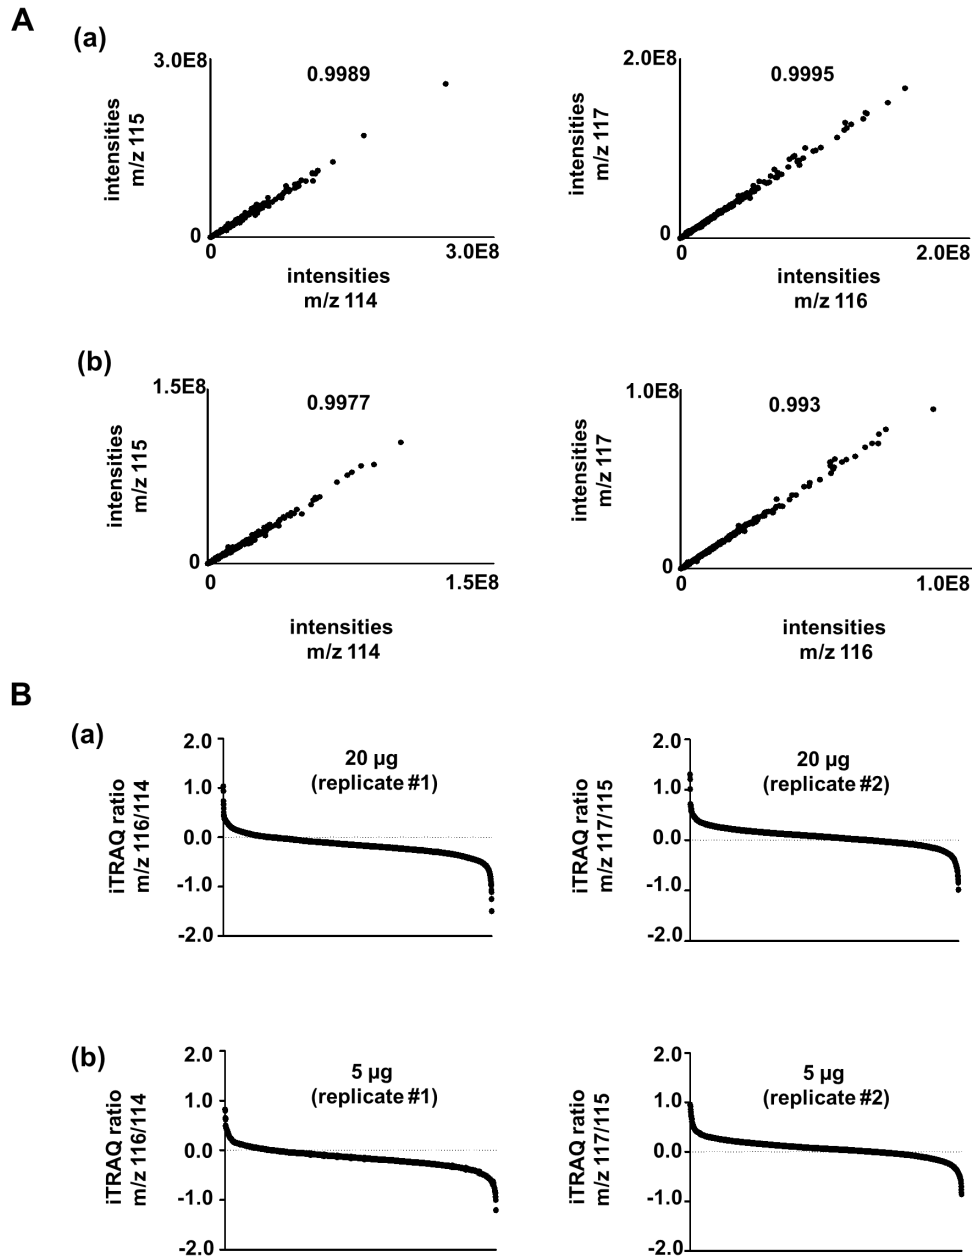 A
(a)
3.0E8
0.9989
intensities
m/z 115
0
0
3.0E8
intensities
m/z 114
2.0E8
0.9995
intensities
m/z 117
0
0
2.0E8
intensities
m/z 116
(b)
1.5E8
0.9977
intensities
m/z 115
0
0
1.5E8
intensities
m/z 114
1.0E8
0.993
intensities
m/z 117
0
0
1.0E8
intensities
m/z 116
B
(a)
20 µg
(replicate #1)
iTRAQ ratio
m/z 116/114
2.0
1.0
0.0
-1.0
-2.0
20 µg
(replicate #2)
iTRAQ ratio
m/z 117/115
2.0
1.0
0.0
-1.0
-2.0
(b)
5 µg
(replicate #1)
iTRAQ ratio
m/z 116/114
2.0
1.0
0.0
-1.0
-2.0
5 µg
(replicate #2)
iTRAQ ratio
m/z 117/115
2.0
1.0
0.0
-1.0
-2.0